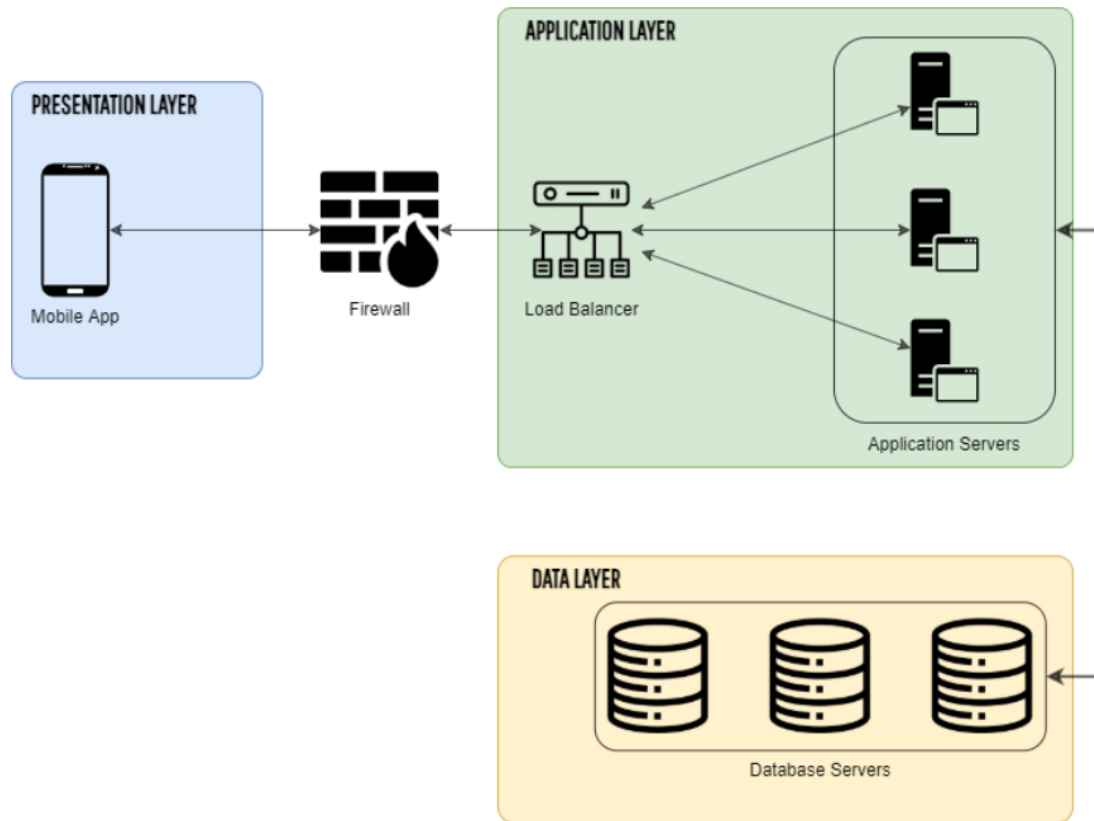 APPLICATION LAYER
PRESENTATION LAYER
Mobile App
Firewall
Load Balancer
Application Servers
DATA LAYER
Database Servers